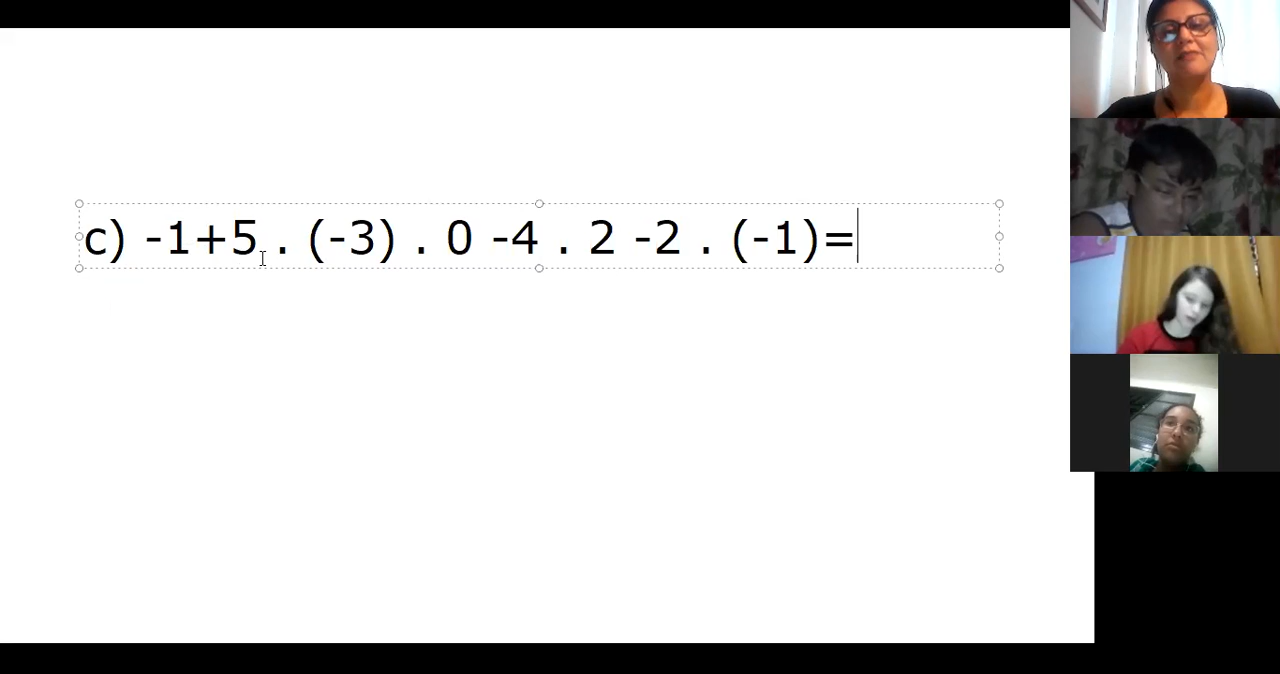 c) -1+5 . (-3) . 0 -4 . 2 -2 . (-1)=